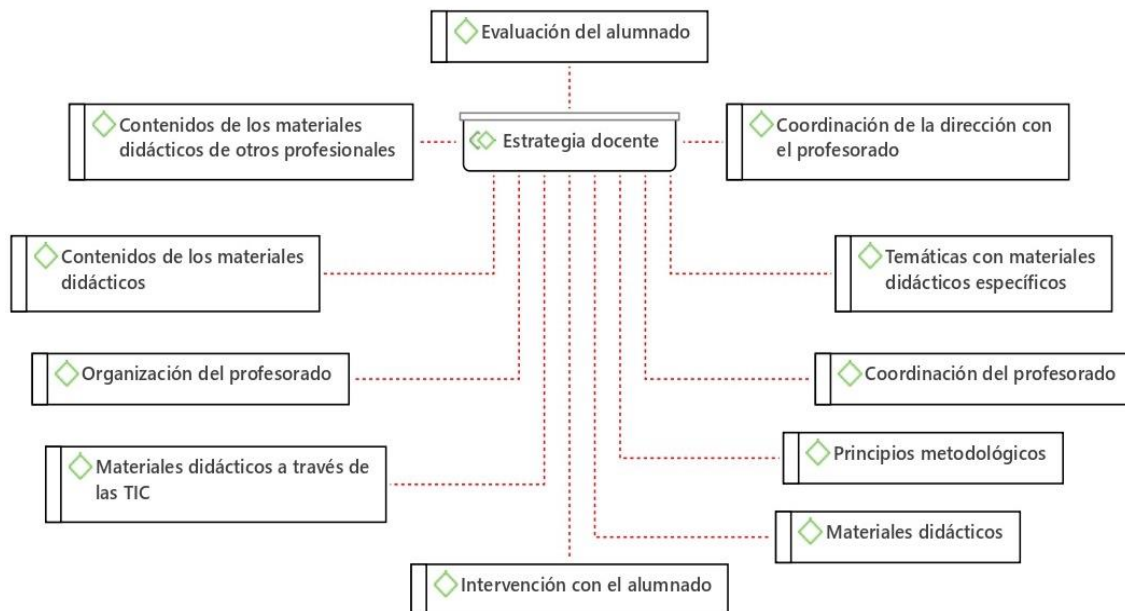 Evaluación del alumnado
Contenidos de los materiales
didácticos de otros profesionales
Estrategia docente
Coordinación de la dirección con
el profesorado
Contenidos de los materiales
didácticos
Temáticas con materiales
didácticos específicos
Organización del profesorado
Coordinación del profesorado
Materiales didácticos a través de
las TIC
Principios metodológicos
Materiales didácticos
Intervención con el alumnado